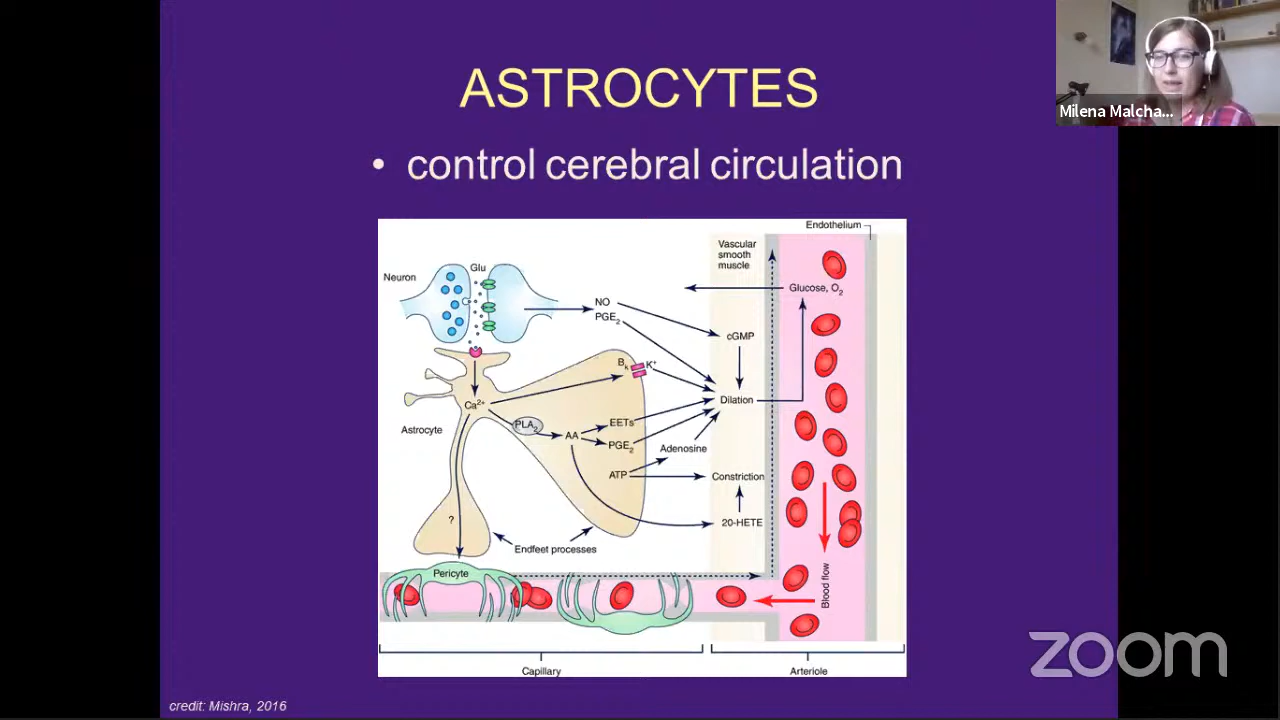 ASTROCYTES
Milena Malcha...
• control cerebral circulation
Endothelium
Vascular
smooth
muscle
Neuron
Glu
Glucose, O2
NO
PGE2
cGMP
BK
K+
Ca2+
Dilation
PLA2
EETs
Astrocyte
AA
PGE2
Adenosine
ATP
Constriction
?
20-HETE
Endfeet processes
Pericyte
Blood flow
Capillary
Arteriole
zoom
credit: Mishra, 2016